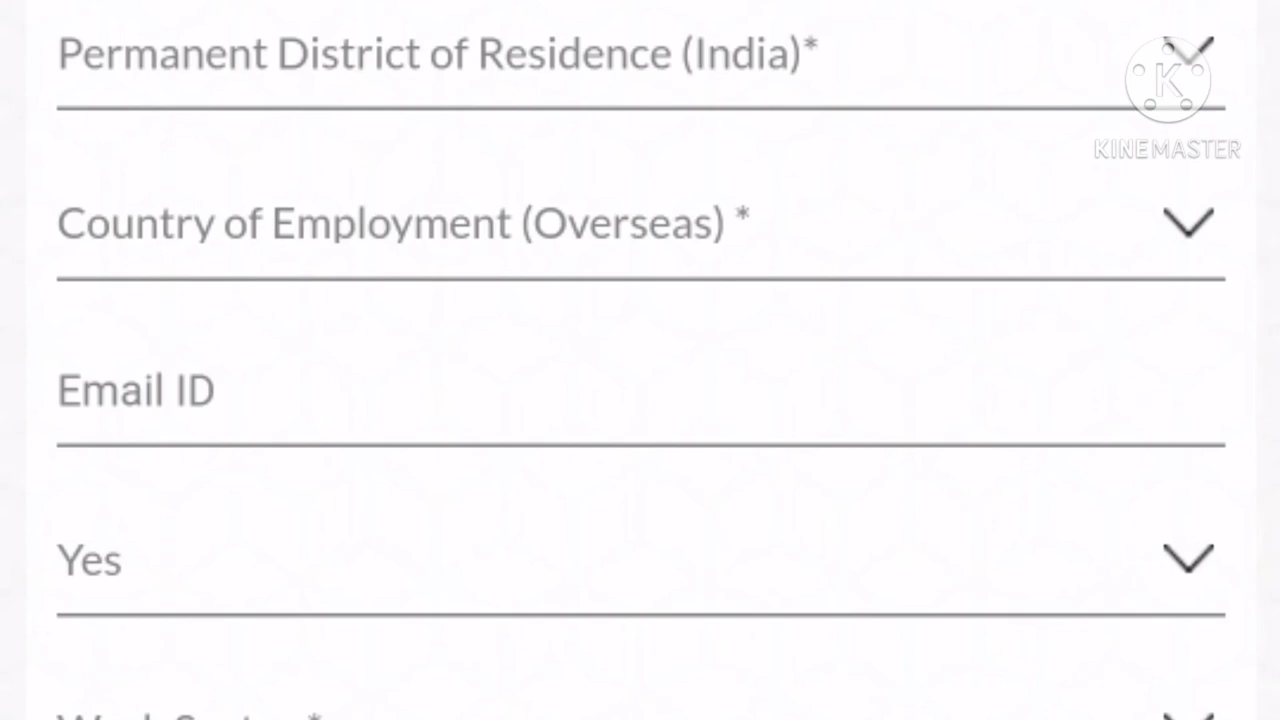 Permanent District of Residence (India)*
K
KINEMASTER
Country of Employment (Overseas) *
Email ID
Yes